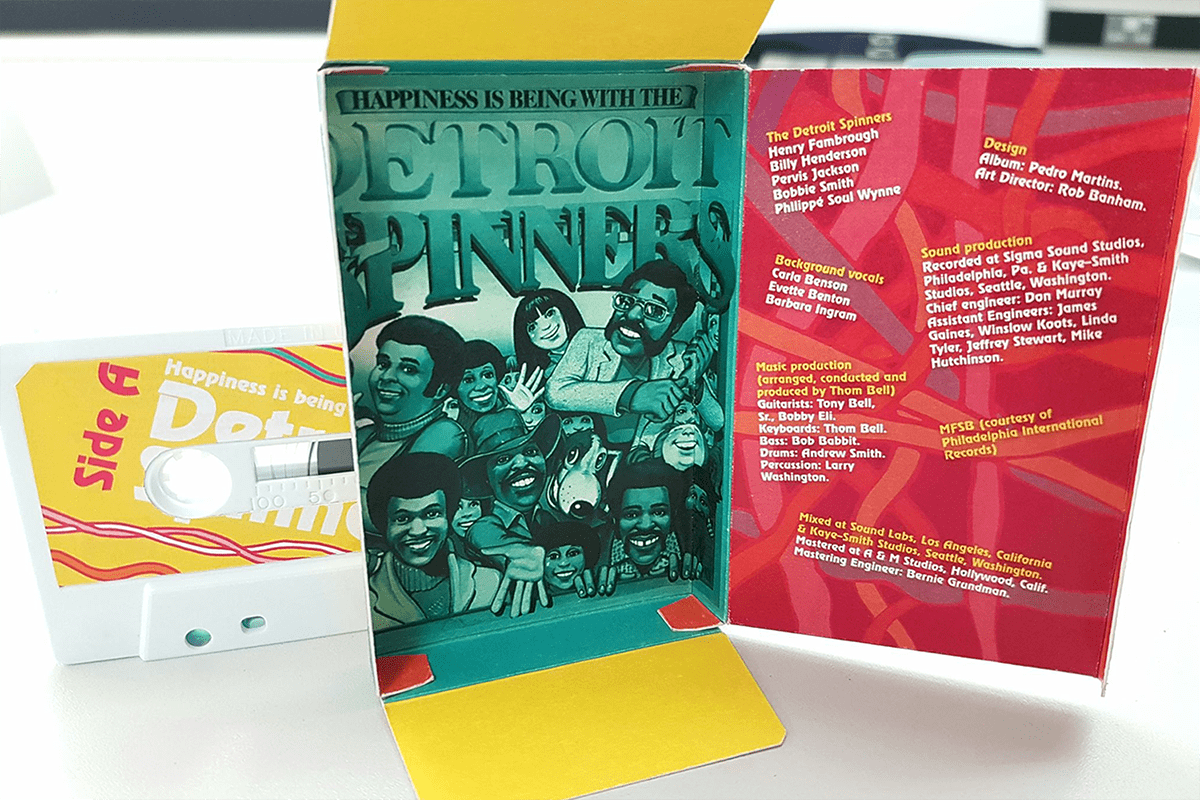 HAPPINESS IS BEING WITH THE
DETROIT
SPINNERS
MADE IN
Side A
Happiness is being
Detr
100 50
The Detroit Spinners
Henry Fambrough
Billy Henderson
Pervis Jackson
Bobbie Smith
Philippé Soul Wynne
Background vocals
Carla Benson
Evette Benton
Barbara Ingram
Music production
(arranged, conducted and
produced by Thom Bell)
Guitarists: Tony Bell,
Sr., Bobby Eli.
Keyboards: Thom Bell.
Bass: Bob Babbit.
Drums: Andrew Smith.
Percussion: Larry
Washington.
Design
Album: Pedro Martins.
Art Director: Rob Banham.
Sound production
Recorded at Sigma Sound Studios,
Philadelphia, Pa. & Kaye–Smith
Studios, Seattle, Washington.
Chief engineer: Don Murray
Assistant Engineers: James
Gaines, Winslow Koots, Linda
Tyler, Jeffrey Stewart, Mike
Hutchinson.
MFSB (courtesy of
Philadelphia International
Records)
Mixed at Sound Labs, Los Angeles, California
& Kaye–Smith Studios, Seattle, Washington.
Mastered at A & M Studios, Hollywood, Calif.
Mastering Engineer: Bernie Grundman.